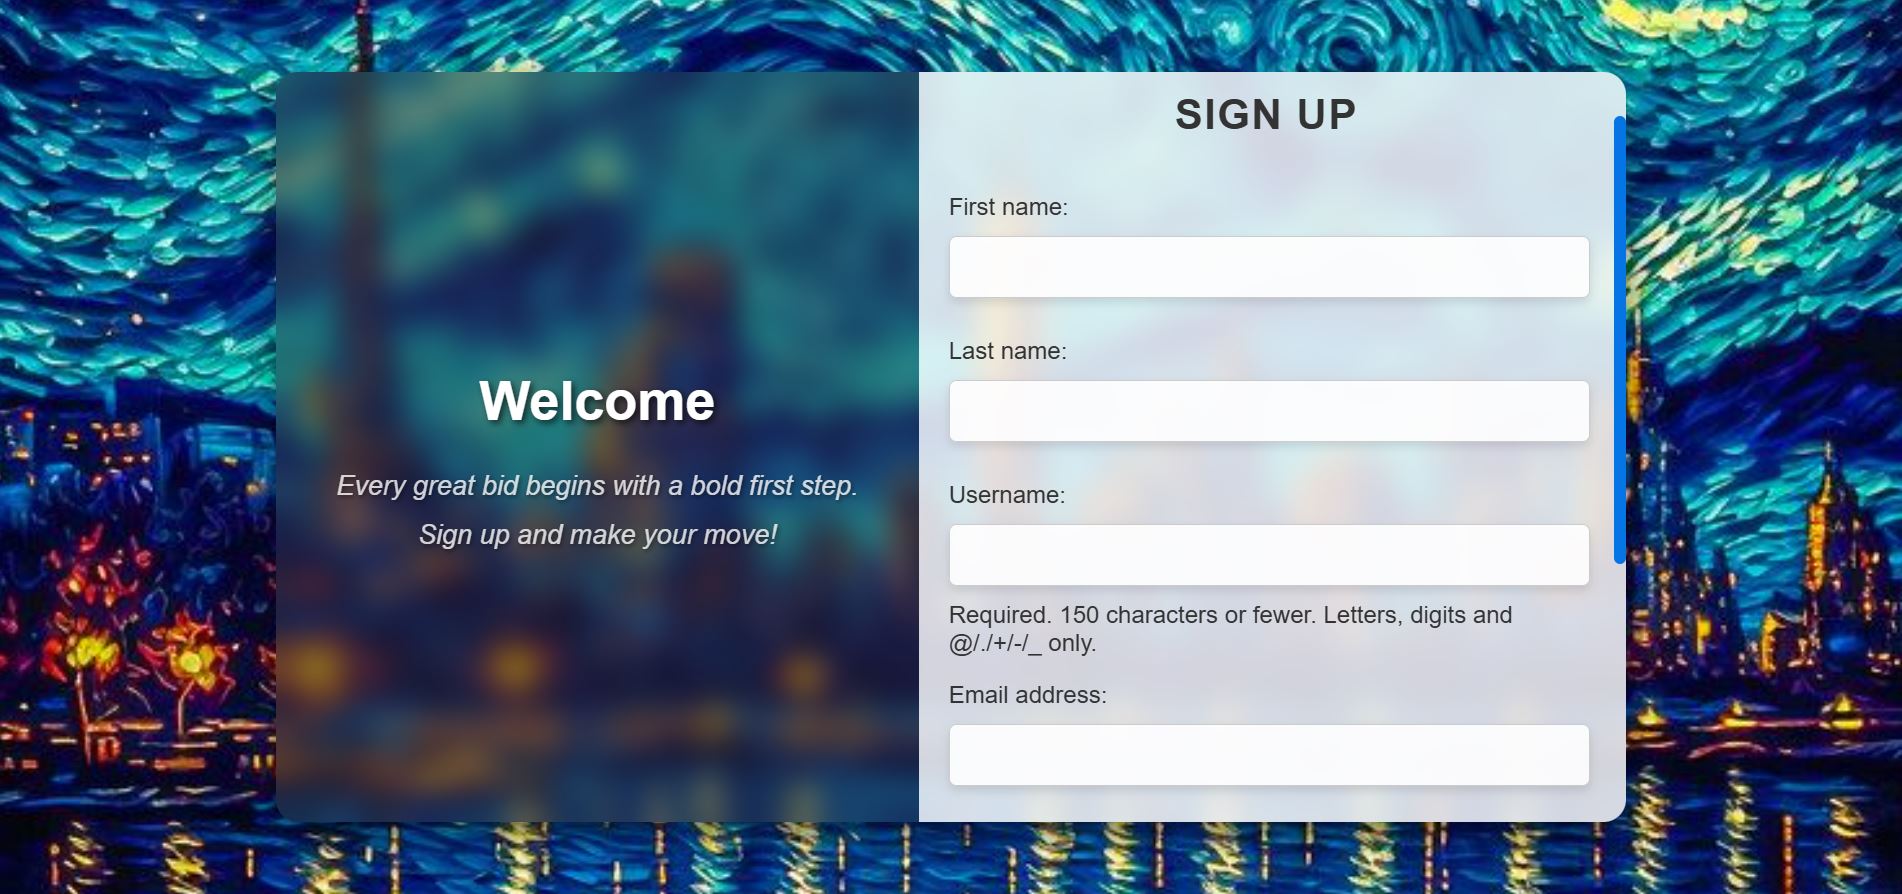 Welcome
Every great bid begins with a bold first step.
Sign up and make your move!
SIGN UP
First name:
Last name:
Username:
Required. 150 characters or fewer. Letters, digits and
@/./+/-/_ only.
Email address: